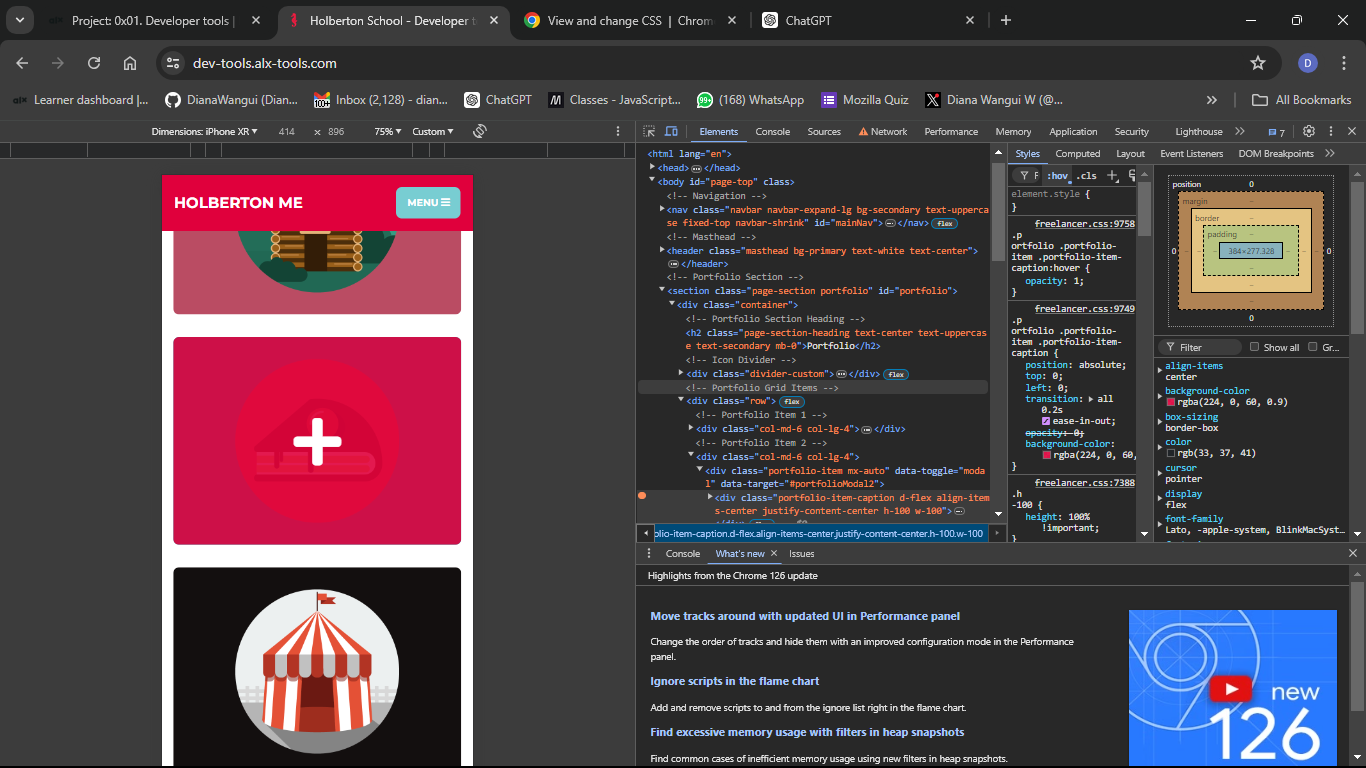 Project: 0x01. Developer tools |
Holberton School - Developer t
View and change CSS | Chrom
ChatGPT
dev-tools.alx-tools.com
D
Learner dashboard |...
DianaWangui (Dian...
100+
Inbox (2,128) - dian...
ChatGPT
Classes - JavaScript...
99+
(168) WhatsApp
Mozilla Quiz
Diana Wangui W (@...
All Bookmarks
Dimensions: iPhone XR
414 × 896
75%
Custom
Elements
Console
Sources
Network
Performance
Memory
Application
Security
Lighthouse
7
HOLBERTON ME
MENU
<html lang="en">
<head> </head>
<body id="page-top" class>
<!-- Navigation -->
<nav class="navbar navbar-expand-lg bg-secondary text-upperca
se fixed-top navbar-shrink" id="mainNav"> </nav> flex
<!-- Masthead -->
<header class="masthead bg-primary text-white text-center">
</header>
<!-- Portfolio Section -->
<section class="page-section portfolio" id="portfolio">
<div class="container">
<!-- Portfolio Section Heading -->
<h2 class="page-section-heading text-center text-uppercas
e text-secondary mb-0">Portfolio</h2>
<!-- Icon Divider -->
<div class="divider-custom"> </div> flex
<!-- Portfolio Grid Items -->
<div class="row"> flex
<!-- Portfolio Item 1 -->
<div class="col-md-6 col-lg-4"> </div>
<!-- Portfolio Item 2 -->
<div class="col-md-6 col-lg-4">
<div class="portfolio-item mx-auto" data-toggle="moda
l" data-target="#portfolioModal2">
<div class="portfolio-item-caption d-flex align-item
s-center justify-content-center h-100 w-100">
olio-item-caption.d-flex.align-items-center.justify-content-center.h-100.w-100
Styles
Computed
Layout
Event Listeners
DOM Breakpoints
F
:hov
.cls
element.style {
}
freelancer.css:9758
.p
ortfolio .portfolio-
item .portfolio-item-
caption:hover {
opacity: 1;
}
freelancer.css:9749
.p
ortfolio .portfolio-
item .portfolio-item-
caption {
position: absolute;
top: 0;
left: 0;
transition: all
0.2s
ease-in-out;
opacity: 0;
background-color:
rgba(224, 0, 60,
}
freelancer.css:7388
.h
-100 {
height: 100%
!important;
}
position
0
margin
-
border
-
padding
-
0
384×277.328
0
0
Filter
Show all
Gr...
align-items
center
background-color
rgba(224, 0, 60, 0.9)
box-sizing
border-box
color
rgb(33, 37, 41)
cursor
pointer
display
flex
font-family
Lato, -apple-system, BlinkMacSyst...
Console
What's new
Issues
Highlights from the Chrome 126 update
Move tracks around with updated UI in Performance panel
Change the order of tracks and hide them with an improved configuration mode in the Performance
panel.
Ignore scripts in the flame chart
Add and remove scripts to and from the ignore list right in the flame chart.
Find excessive memory usage with filters in heap snapshots
Find common cases of inefficient memory usage using new filters in heap snapshots.
new
126